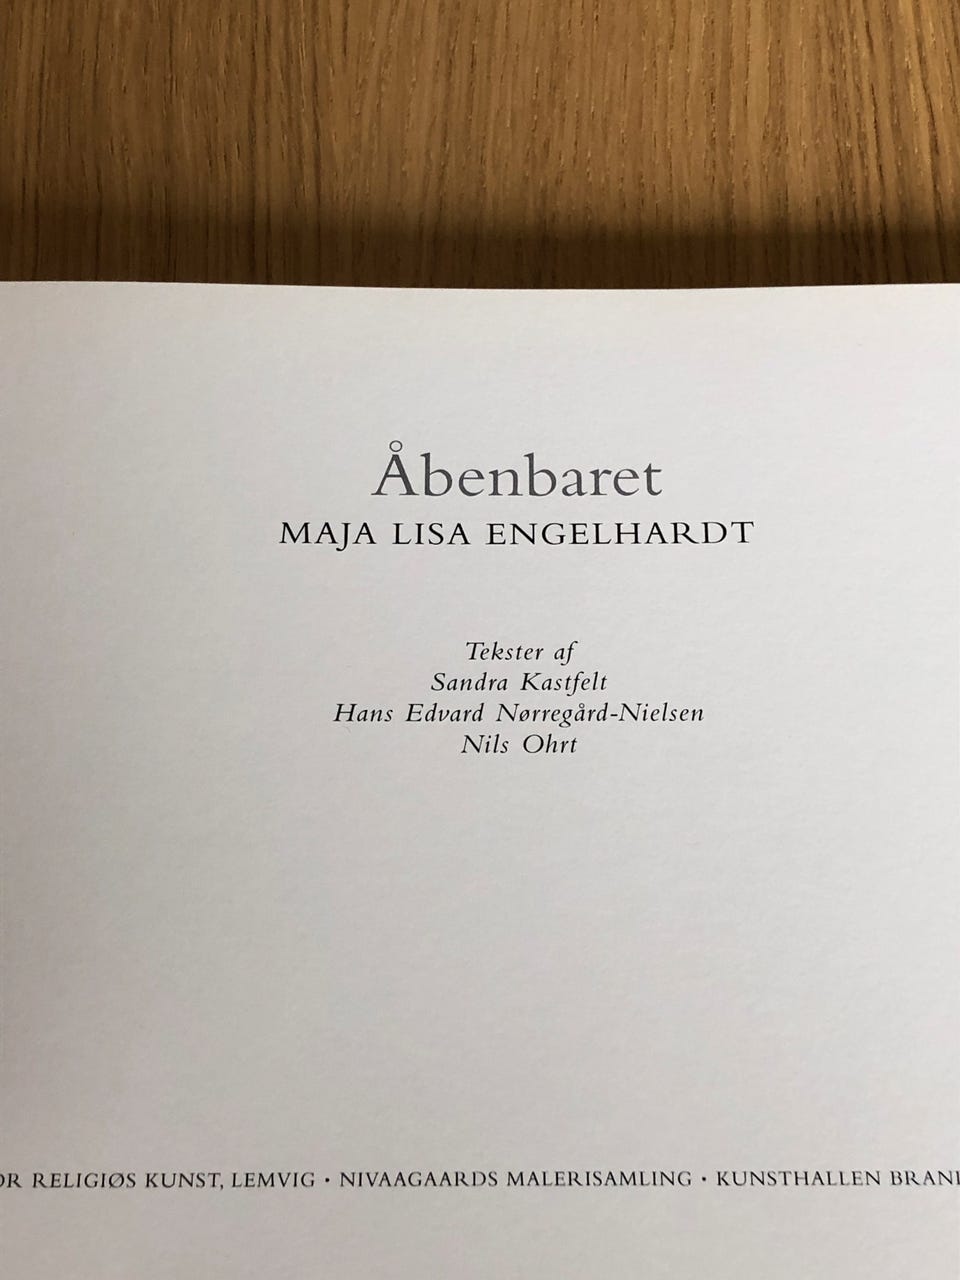 Åbenbaret
MAJA LISA ENGELHARDT
Tekster af
Sandra Kastfelt
Hans Edvard Nørregård-Nielsen
Nils Ohrt
RELIGIØS KUNST, LEMVIG · NIVAAGAARDS MALERISAMLING · KUNSTHALLEN